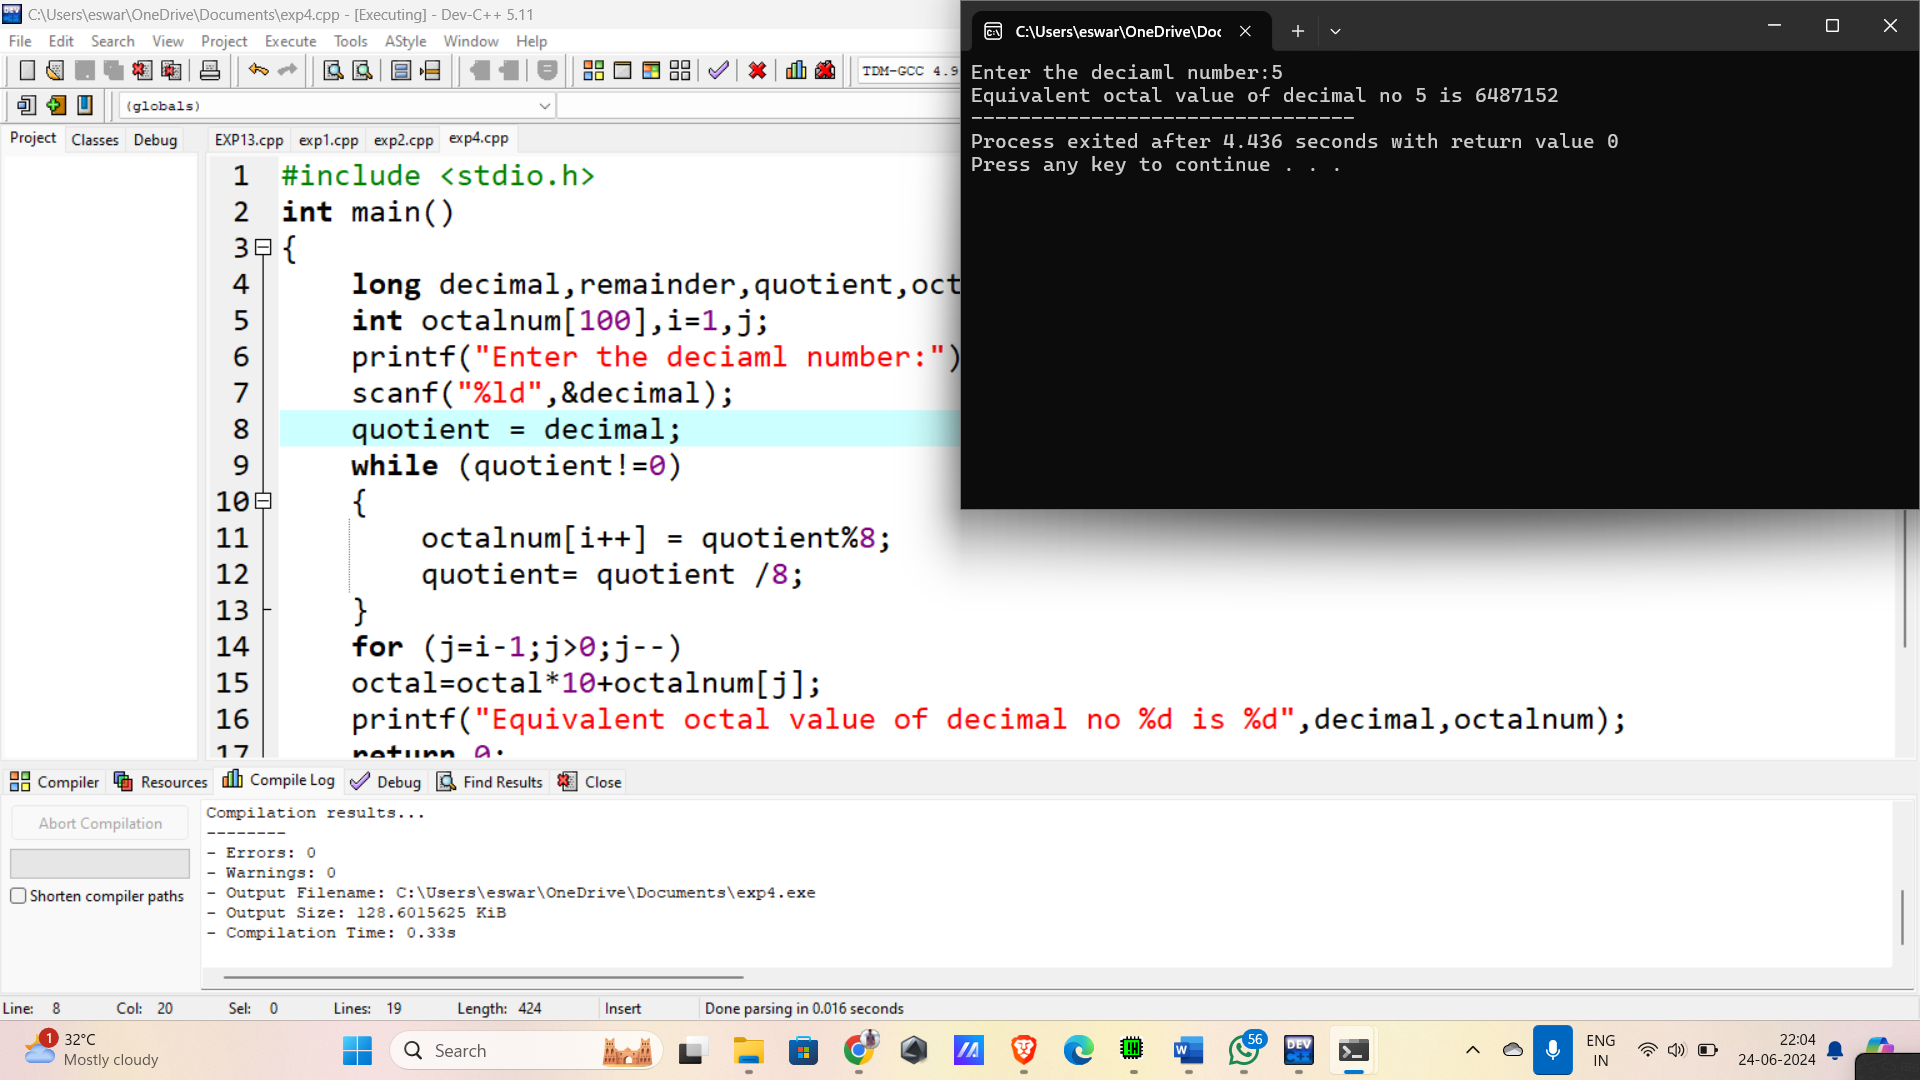 C:\Users\eswar\OneDrive\Documents\exp4.cpp - [Executing] - Dev-C++ 5.11
File Edit Search View Project Execute Tools AStyle Window Help
TDM-GCC 4.9
(globals)
Project Classes Debug
EXP13.cpp exp1.cpp exp2.cpp exp4.cpp
1 #include <stdio.h>
2 int main()
3 {
4 long decimal,remainder,quotient,oct
5 int octalnum[100],i=1,j;
6 printf("Enter the deciaml number:")
7 scanf("%ld",&decimal);
8 quotient = decimal;
9 while (quotient!=0)
10 {
11 octalnum[i++] = quotient%8;
12 quotient= quotient /8;
13 }
14 for (j=i-1;j>0;j--)
15 octal=octal*10+octalnum[j];
16 printf("Equivalent octal value of decimal no %d is %d",decimal,octalnum);
17 return 0;
C:\Users\eswar\OneDrive\Doc
Enter the deciaml number:5
Equivalent octal value of decimal no 5 is 6487152
--------------------------------
Process exited after 4.436 seconds with return value 0
Press any key to continue . . .
Compiler Resources Compile Log Debug Find Results Close
Abort Compilation
Shorten compiler paths
Compilation results...
--------
- Errors: 0
- Warnings: 0
- Output Filename: C:\Users\eswar\OneDrive\Documents\exp4.exe
- Output Size: 128.6015625 KiB
- Compilation Time: 0.33s
Line: 8 Col: 20 Sel: 0 Lines: 19 Length: 424 Insert Done parsing in 0.016 seconds
1
32°C
Mostly cloudy
Search
DEV
56
ENG
IN
22:04
24-06-2024